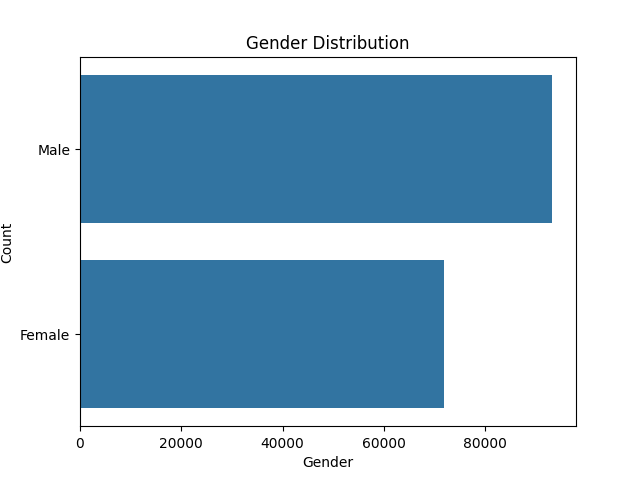 Gender Distribution
Male
Female
Count
0 20000 40000 60000 80000
Gender